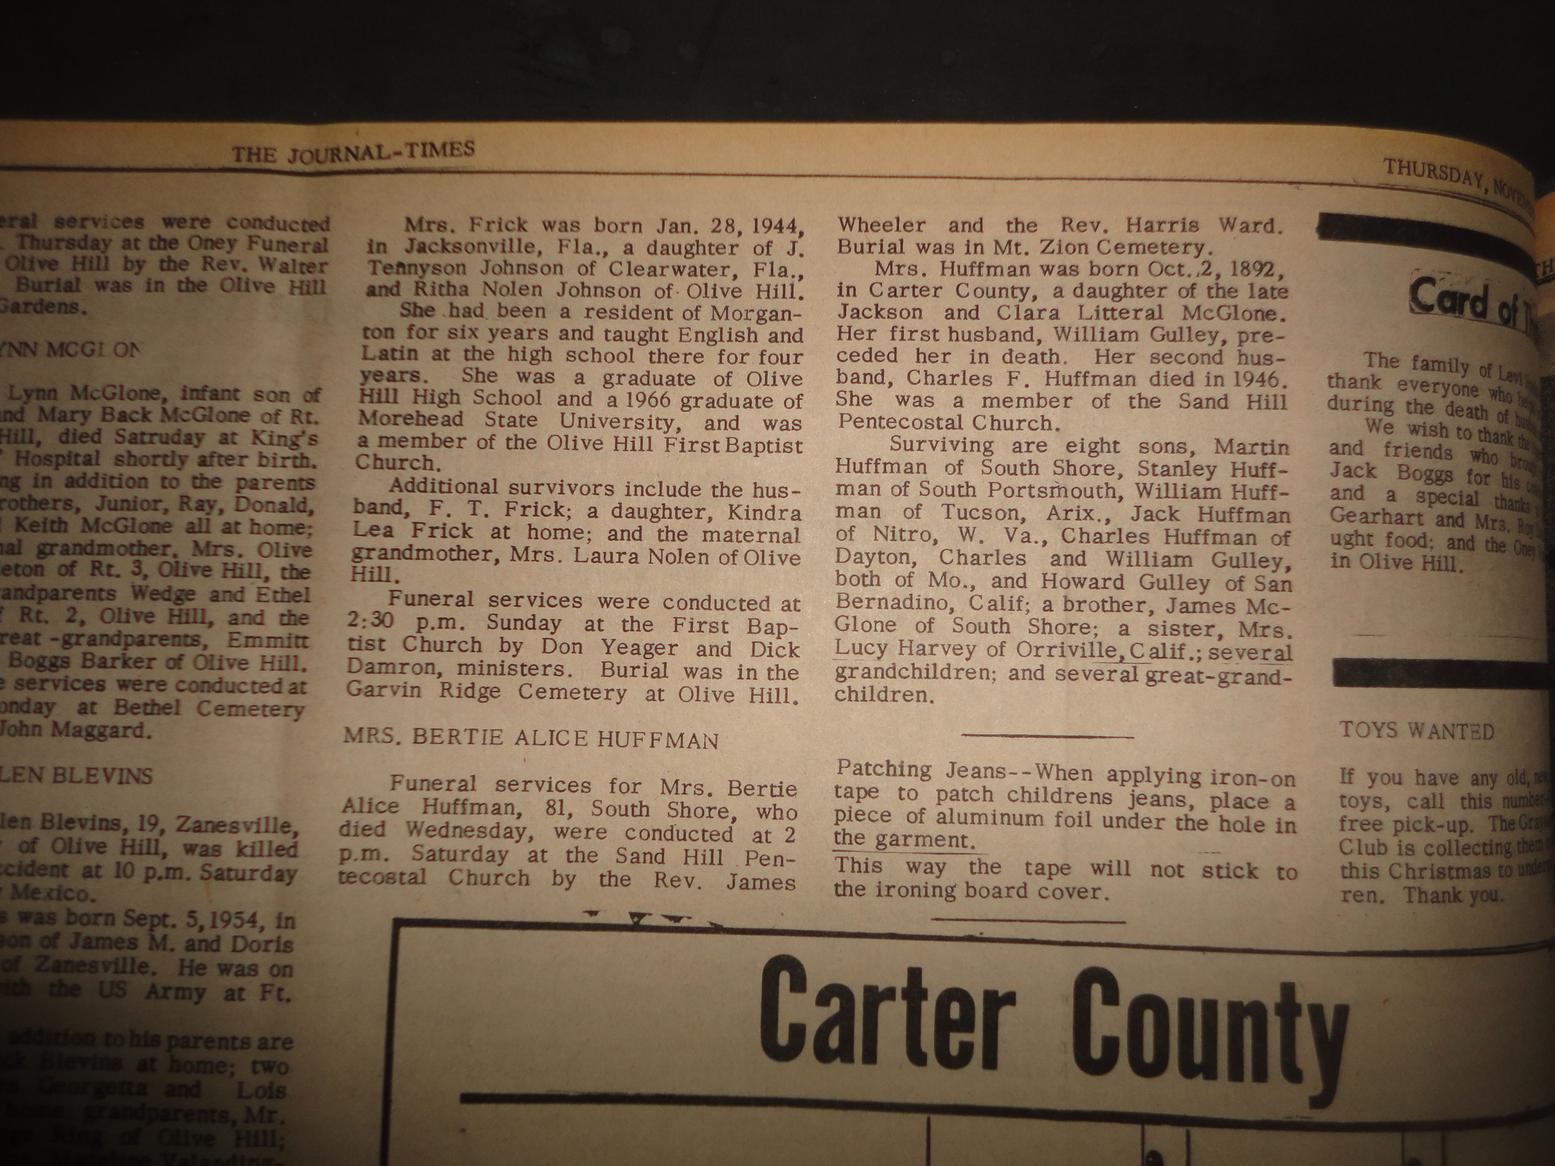 THE JOURNAL-TIMES
THURSDAY,
services were conducted
Thursday at the Oney Funeral
Olive Hill by the Rev. Walter
Burial was in the Olive Hill
Lynn McGlone, infant son of
Mary Back McGlone of Rt.
died Satruday at King's
Hospital shortly after birth.
in addition to the parents
Junior, Ray, Donald,
Keith McGlone all at home;
grandmother, Mrs. Olive
of Rt. 3, Olive Hill, the
Wedge and Ethel
Rt. 2, Olive Hill, and the
-grandparents, Emmitt
Boggs Barker of Olive Hill.
services were conducted at
at Bethel Cemetery
John Maggard.
BLEVINS
Blevins, 19, Zanesville,
of Olive Hill, was killed
at 10 p.m. Saturday
Mexico.
was born Sept. 5, 1954, in
son of James M. and Doris
of Zanesville. He was on
the US Army at Ft.
addition to his parents are
Blevins at home; two
Georgetta and Lois
grandparents, Mr.
King of Olive Hill;
Mrs. Frick was born Jan. 28, 1944,
in Jacksonville, Fla., a daughter of J.
Tennyson Johnson of Clearwater, Fla.,
and Ritha Nolen Johnson of Olive Hill.
She had been a resident of Morgan-
ton for six years and taught English and
Latin at the high school there for four
years. She was a graduate of Olive
Hill High School and a 1966 graduate of
Morehead State University, and was
a member of the Olive Hill First Baptist
Church.
Additional survivors include the hus-
band, F. T. Frick; a daughter, Kindra
Lea Frick at home; and the maternal
grandmother, Mrs. Laura Nolen of Olive
Hill.
Funeral services were conducted at
2:30 p.m. Sunday at the First Bap-
tist Church by Don Yeager and Dick
Damron, ministers. Burial was in the
Garvin Ridge Cemetery at Olive Hill.
MRS. BERTIE ALICE HUFFMAN
Funeral services for Mrs. Bertie
Alice Huffman, 81, South Shore, who
died Wednesday, were conducted at 2
p.m. Saturday at the Sand Hill Pen-
tecostal Church by the Rev. James
Wheeler and the Rev. Harris Ward.
Burial was in Mt. Zion Cemetery.
Mrs. Huffman was born Oct. 2, 1892,
in Carter County, a daughter of the late
Jackson and Clara Litteral McGlone.
Her first husband, William Gulley, pre-
ceded her in death. Her second hus-
band, Charles F. Huffman died in 1946.
She was a member of the Sand Hill
Pentecostal Church.
Surviving are eight sons, Martin
Huffman of South Shore, Stanley Huff-
man of South Portsmouth, William Huff-
man of Tucson, Arix., Jack Huffman
of Nitro, W. Va., Charles Huffman of
Dayton, Charles and William Gulley,
both of Mo., and Howard Gulley of San
Bernadino, Calif; a brother, James Mc-
Glone of South Shore; a sister, Mrs.
Lucy Harvey of Orriville, Calif.; several
grandchildren; and several great-grand-
children.
Patching Jeans--When applying iron-on
tape to patch childrens jeans, place a
piece of aluminum foil under the hole in
the garment.
This way the tape will not stick to
the ironing board cover.
Card of
The family of
thank everyone who
during the death of
We wish to thank the
and friends who
Jack Boggs for his
and a special thanks
Gearhart and Mrs.
ught food; and the Oney
in Olive Hill.
TOYS WANTED
If you have any old,
toys, call this number
free pick-up. The
Club is collecting them
this Christmas to
ren. Thank you.
Carter County